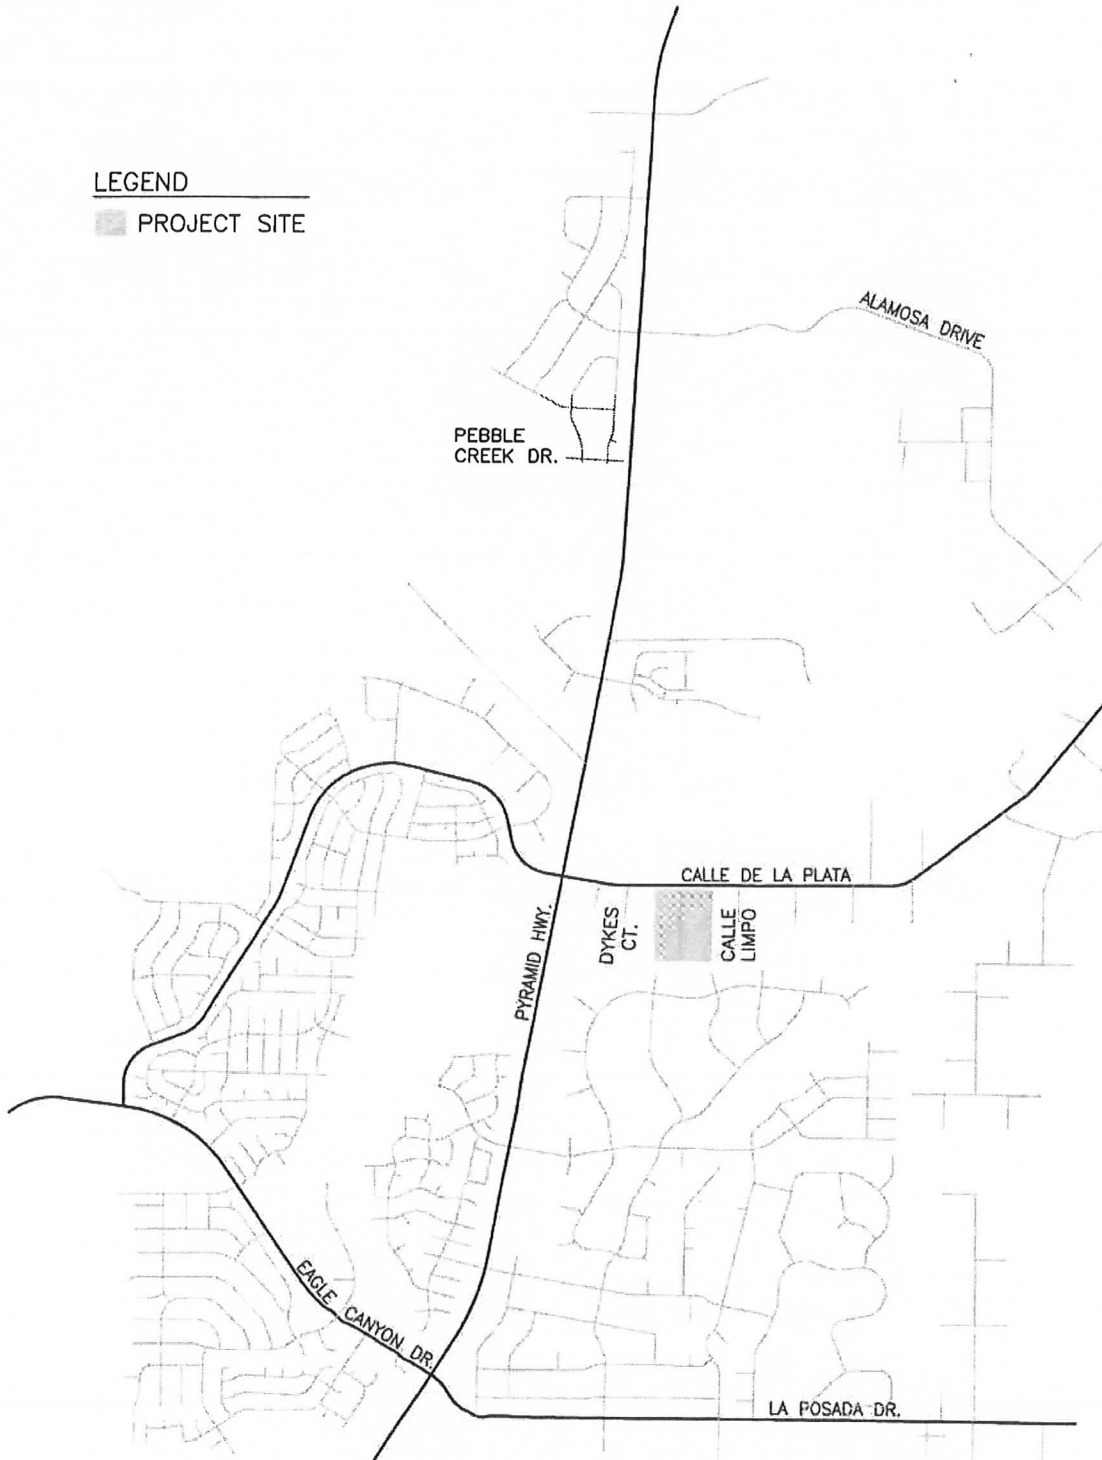 LEGEND
PROJECT SITE
ALAMOSA DRIVE
PEBBLE
CREEK DR.
CALLE DE LA PLATA
PYRAMID HWY.
DYKES
CT.
CALLE
LIMPO
EAGLE CANYON DR.
LA POSADA DR.